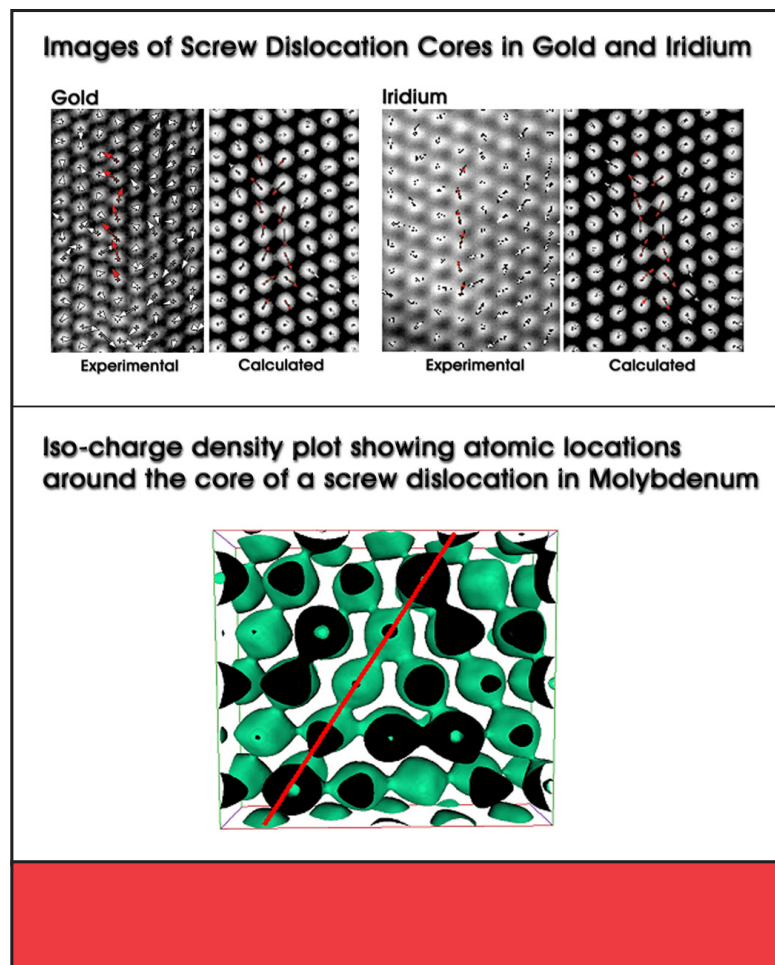 Images of Screw Dislocation Cores in Gold and Iridium
Gold
Iridium
Experimental
Calculated
Experimental
Calculated
Iso-charge density plot showing atomic locations
around the core of a screw dislocation in Molybdenum